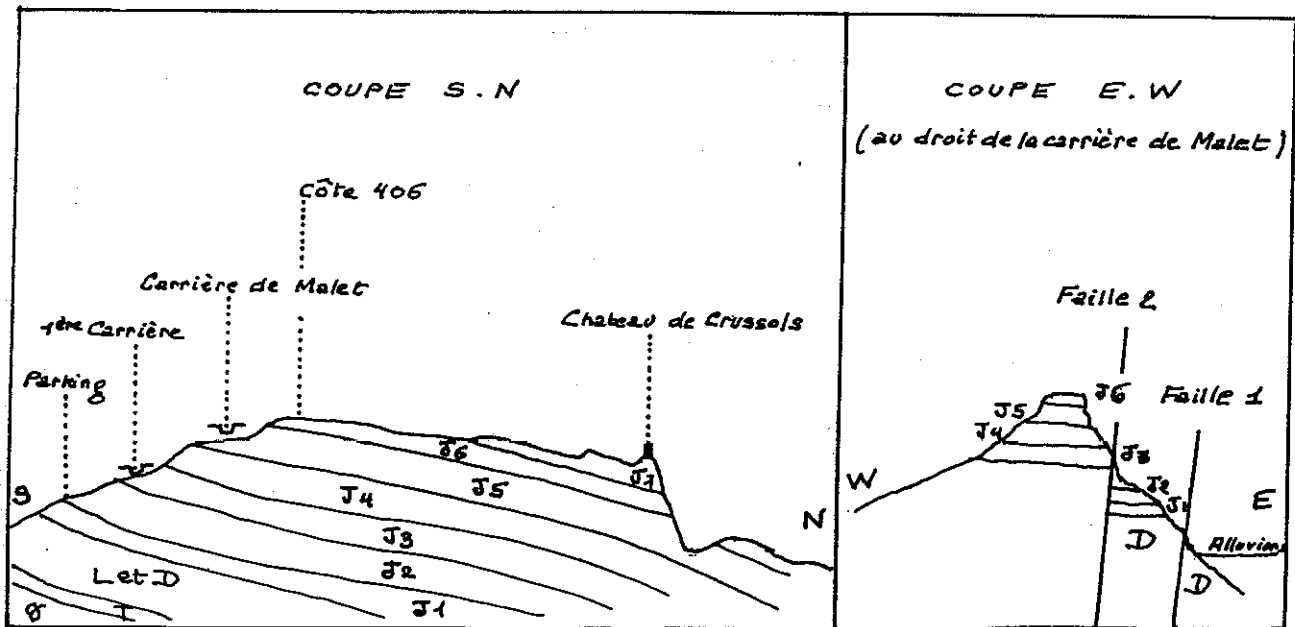 COUPE S.N
Côte 406
Carrière de Malet
1ère Carrière
Chateau de Crussols
Parking
S
N
J6
J7
J5
J4
J3
J2
J1
L et D
T
COUPE E.W
(au droit de la carrière de Malet)
Faille 2
Faille 1
J6
J5
J4
J3
J2
J1
W
E
D
D
Alluvions